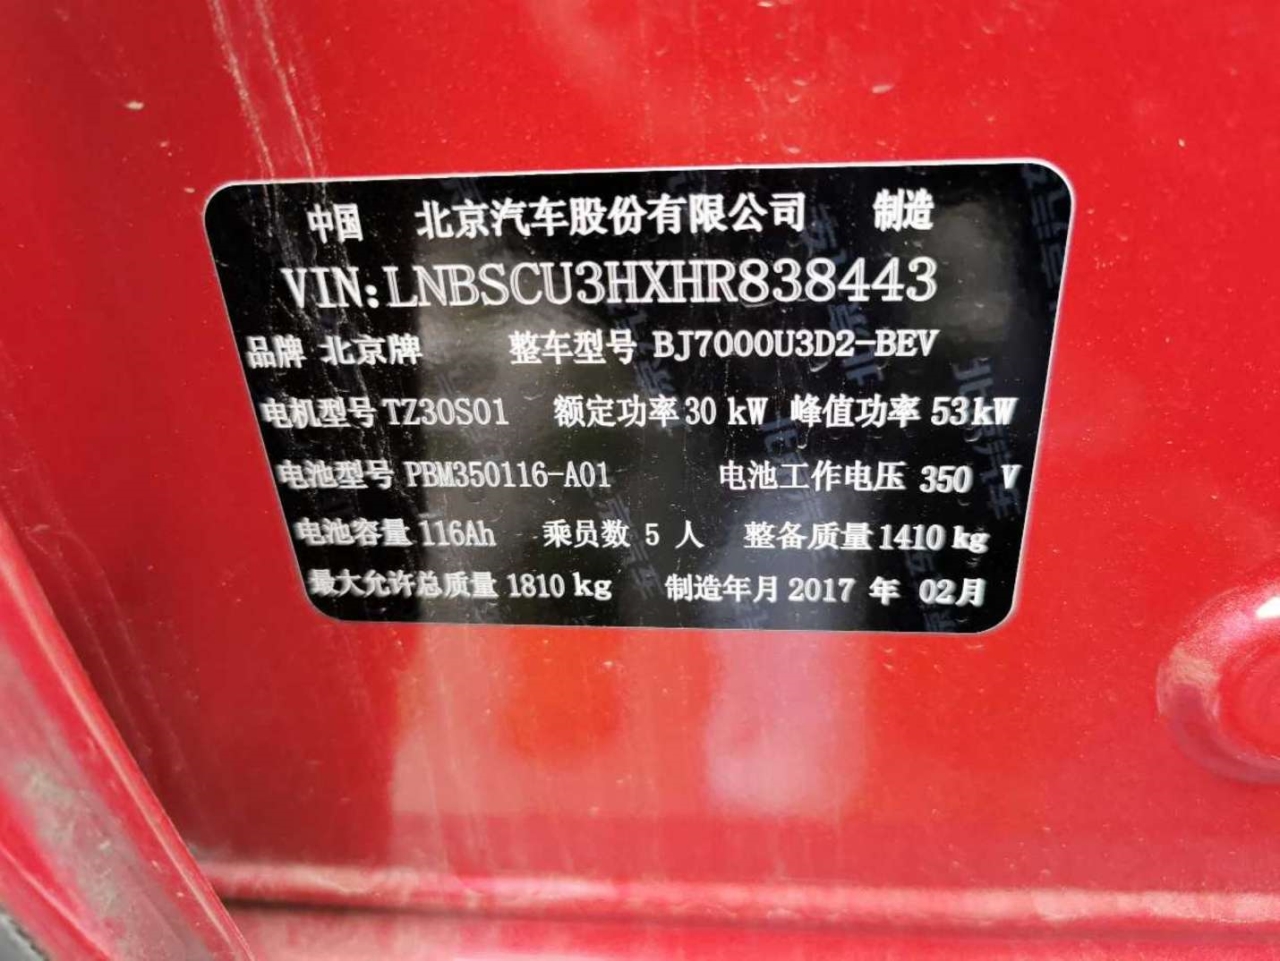 中国 北京汽车股份有限公司 制造
VIN:LNBSCU3HXHR838443
品牌 北京牌 整车型号 BJ7000U3D2-BEV
电机型号 TZ30S01 额定功率 30 kW 峰值功率 53kW
电池型号 PBM350116-A01 电池工作电压 350 V
电池容量 116Ah 乘员数 5 人 整备质量 1410 kg
最大允许总质量 1810 kg 制造年月 2017 年 02月